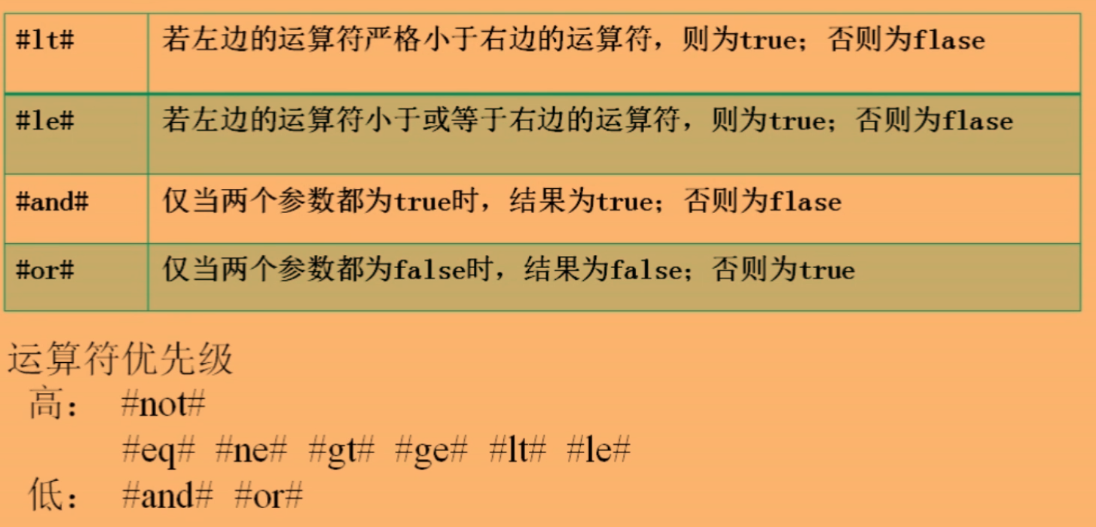 #lt# 若左边的运算符严格小于右边的运算符，则为true；否则为flase
#le# 若左边的运算符小于或等于右边的运算符，则为true；否则为flase
#and# 仅当两个参数都为true时，结果为true；否则为flase
#or# 仅当两个参数都为false时，结果为false；否则为true
运算符优先级
高： #not#
#eq# #ne# #gt# #ge# #lt# #le#
低： #and# #or#